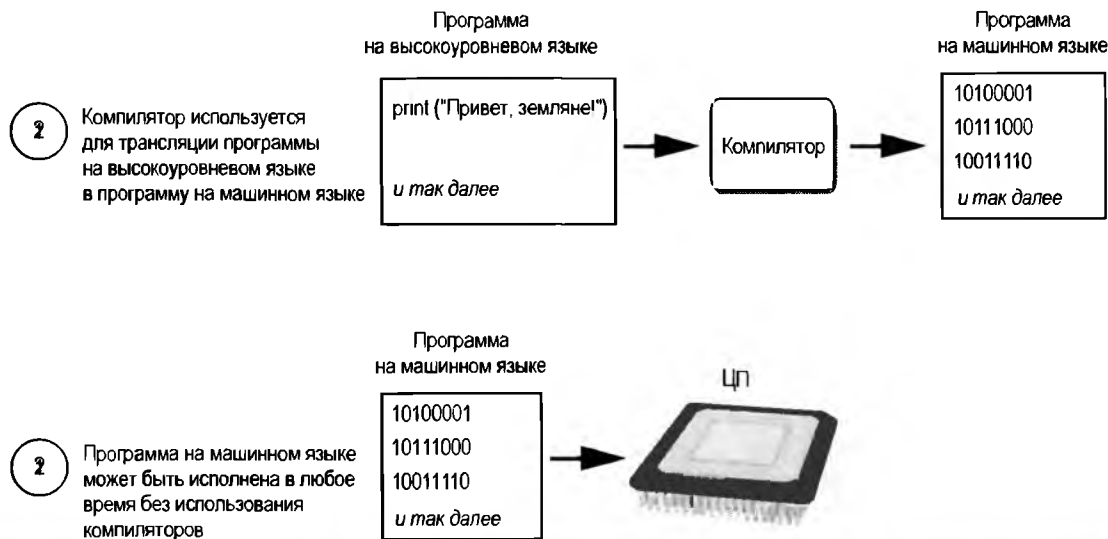 Программа
на высокоуровневом языке
Программа
на машинном языке
2
Компилятор используется
для трансляции программы
на высокоуровневом языке
в программу на машинном языке
print ("Привет, земляне!")
и так далее
Компилятор
10100001
10111000
10011110
и так далее
Программа
на машинном языке
ЦП
2
Программа на машинном языке
может быть исполнена в любое
время без использования
компиляторов
10100001
10111000
10011110
и так далее